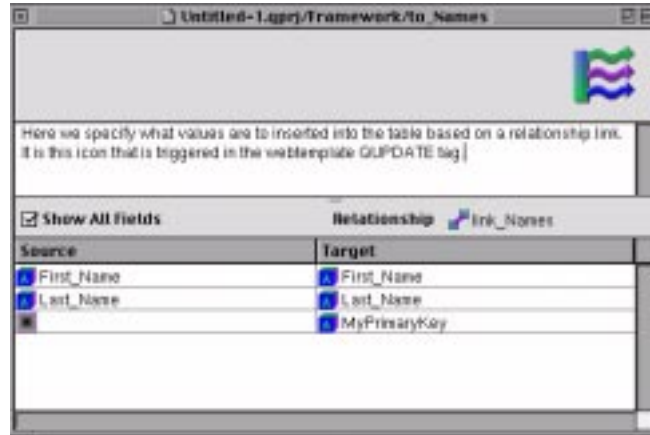 Untitled-1.qprj/Framework/to_Names
Here we specify what values are to inserted into the table based on a relationship link.
It is this icon that is triggered in the webtemplate QUPDATE tag.
Show All Fields Relationship link_Names
Source Target
First_Name First_Name
Last_Name Last_Name
MyPrimaryKey